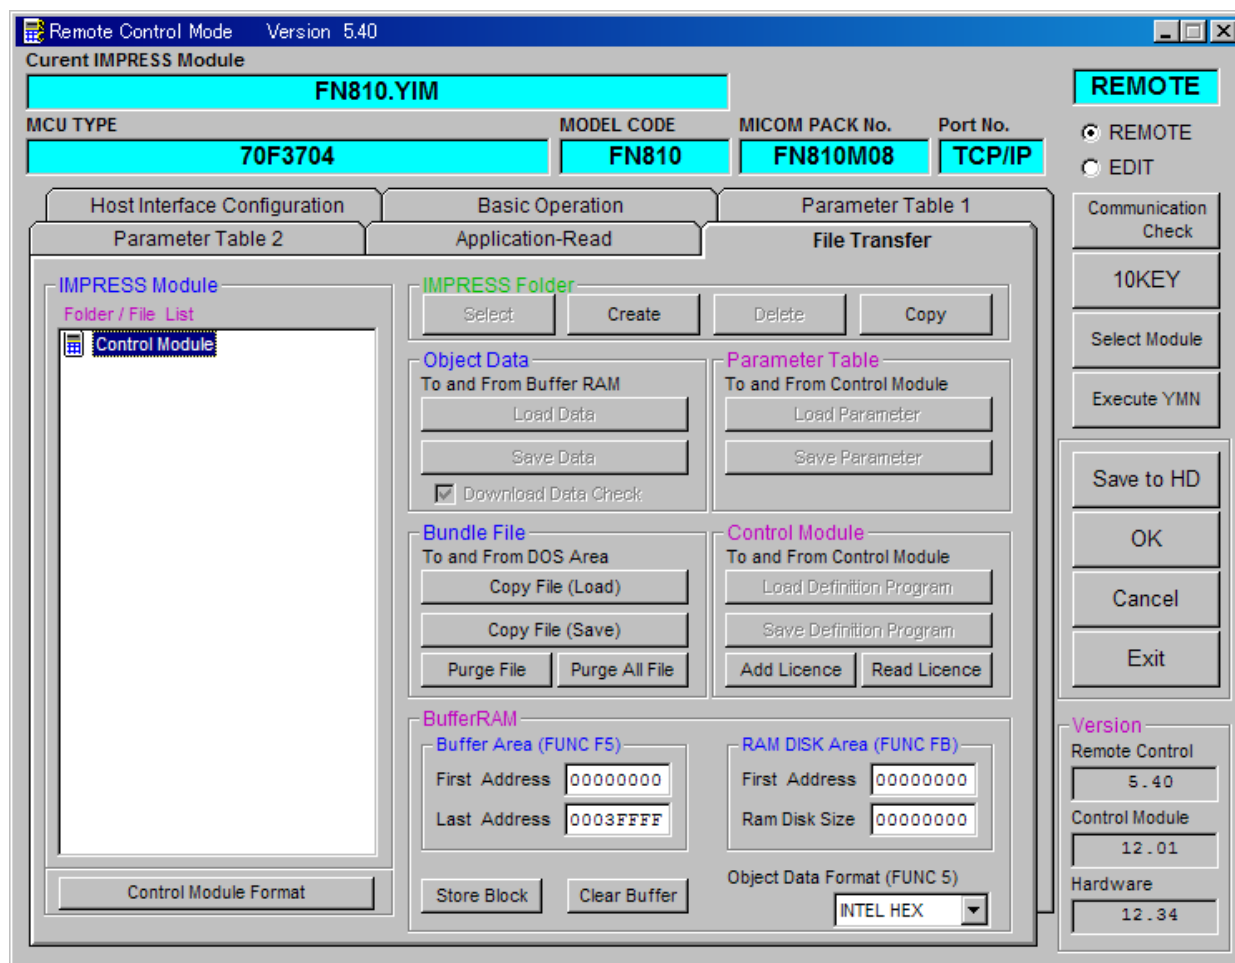 Remote Control Mode Version 5.40
Curent IMPRESS Module
FN810.YIM
REMOTE
MCU TYPE MODEL CODE MICOM PACK No. Port No.
70F3704 FN810 FN810M08 TCP/IP
REMOTE
EDIT
Host Interface Configuration Basic Operation Parameter Table 1
Parameter Table 2 Application-Read File Transfer
IMPRESS Module
Folder / File List
Control Module
Control Module Format
IMPRESS Folder
Select Create Delete Copy
Object Data
To and From Buffer RAM
Load Data
Save Data
Download Data Check
Parameter Table
To and From Control Module
Load Parameter
Save Parameter
Bundle File
To and From DOS Area
Copy File (Load)
Copy File (Save)
Purge File Purge All File
Control Module
To and From Control Module
Load Definition Program
Save Definition Program
Add Licence Read Licence
BufferRAM
Buffer Area (FUNC F5)
First Address 00000000
Last Address 0003FFFF
RAM DISK Area (FUNC FB)
First Address 00000000
Ram Disk Size 00000000
Store Block Clear Buffer
Object Data Format (FUNC 5)
INTEL HEX
Communication
Check
10KEY
Select Module
Execute YMN
Save to HD
OK
Cancel
Exit
Version
Remote Control
5.40
Control Module
12.01
Hardware
12.34